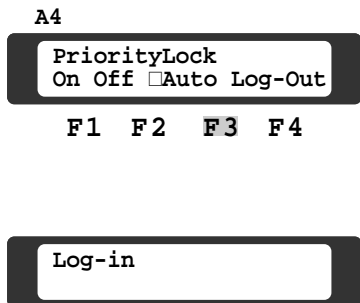 A4
PriorityLock
On Off □Auto Log-Out
F1 F2 F3 F4
Log-in